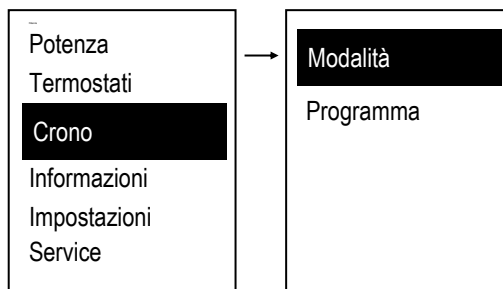 Potenza
Termostati
Crono
Informazioni
Impostazioni
Service
Modalità
Programma